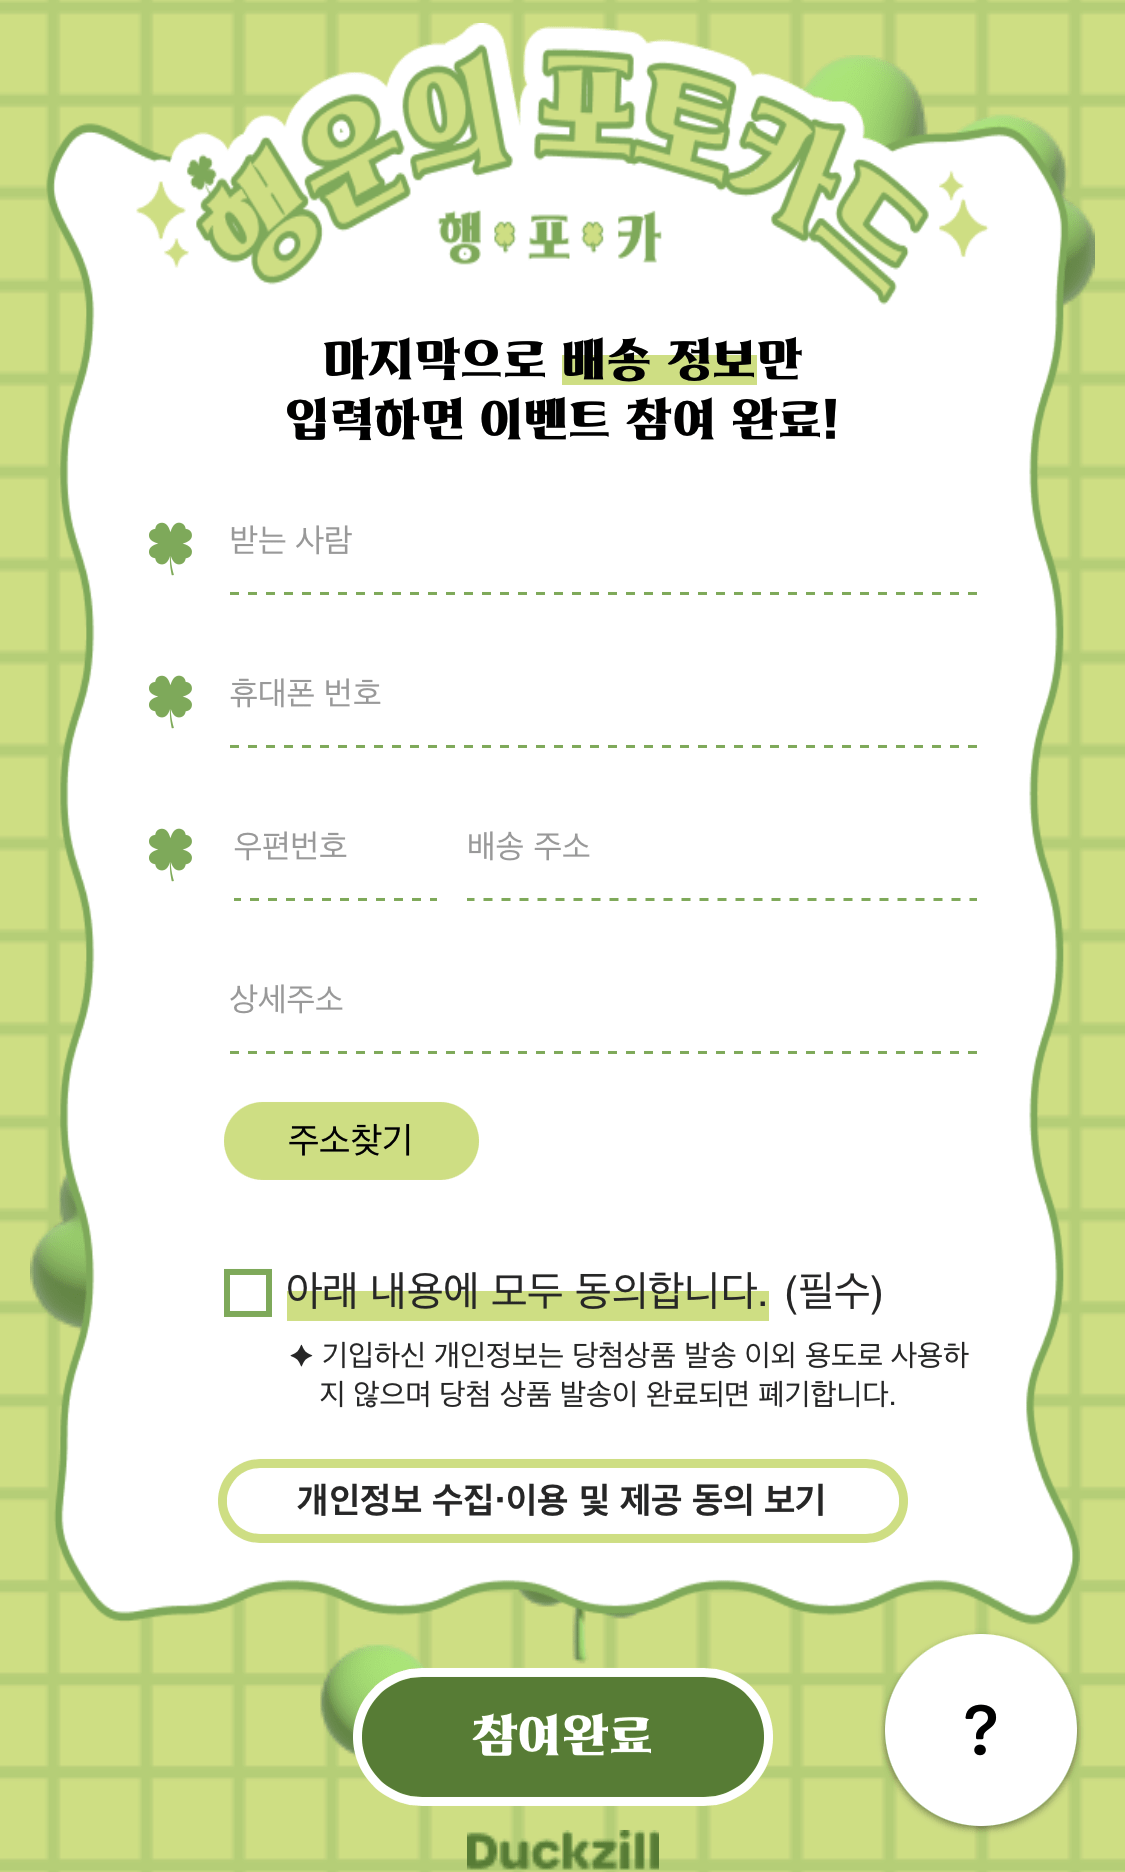 행운의 포토카드
행포카
마지막으로 배송 정보만
입력하면 이벤트 참여 완료!
받는 사람
휴대폰 번호
우편번호 배송 주소
상세주소
주소찾기
아래 내용에 모두 동의합니다. (필수)
✦ 기입하신 개인정보는 당첨상품 발송 이외 용도로 사용하
지 않으며 당첨 상품 발송이 완료되면 폐기합니다.
개인정보 수집·이용 및 제공 동의 보기
참여완료
?
Duckzill